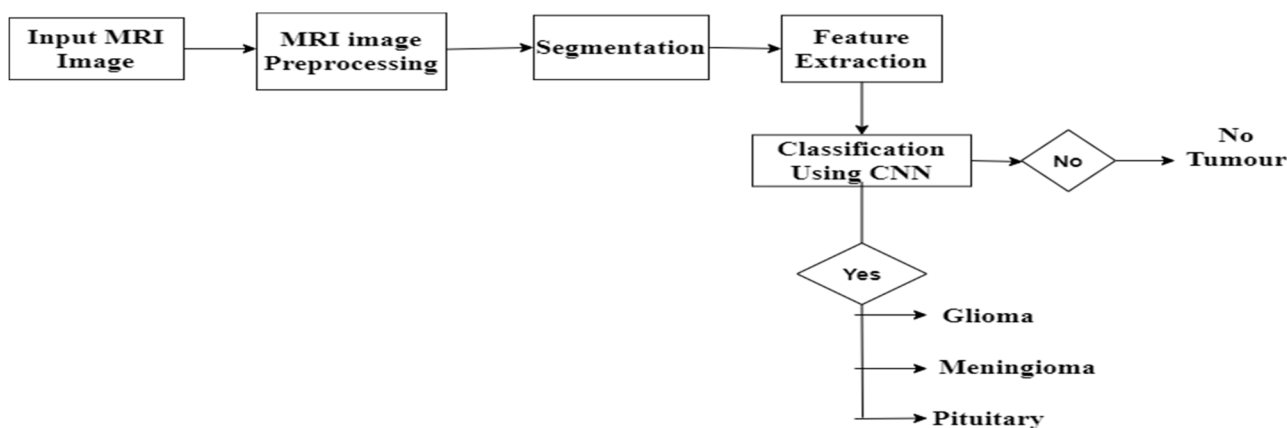 Input MRI
Image
MRI image
Preprocessing
Segmentation
Feature
Extraction
Classification
Using CNN
No
No
Tumour
Yes
Glioma
Meningioma
Pituitary